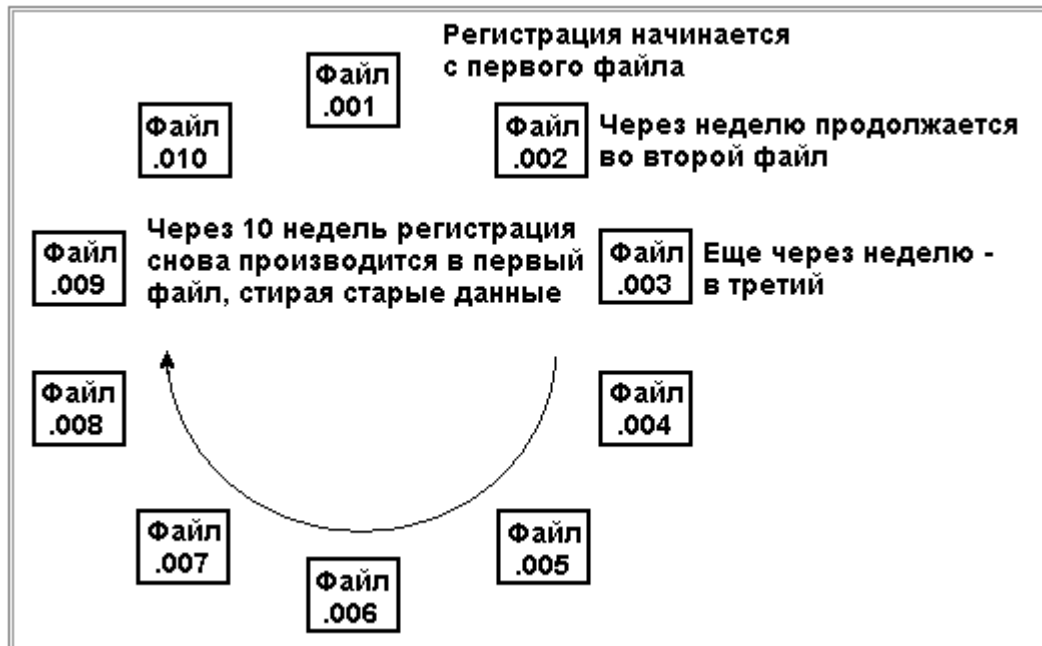 Регистрация начинается
с первого файла
Файл
.001
Файл
.002
Через неделю продолжается
во второй файл
Файл
.003
Еще через неделю -
в третий
Файл
.004
Файл
.005
Файл
.006
Файл
.007
Файл
.008
Файл
.009
Файл
.010
Через 10 недель регистрация
снова производится в первый
файл, стирая старые данные